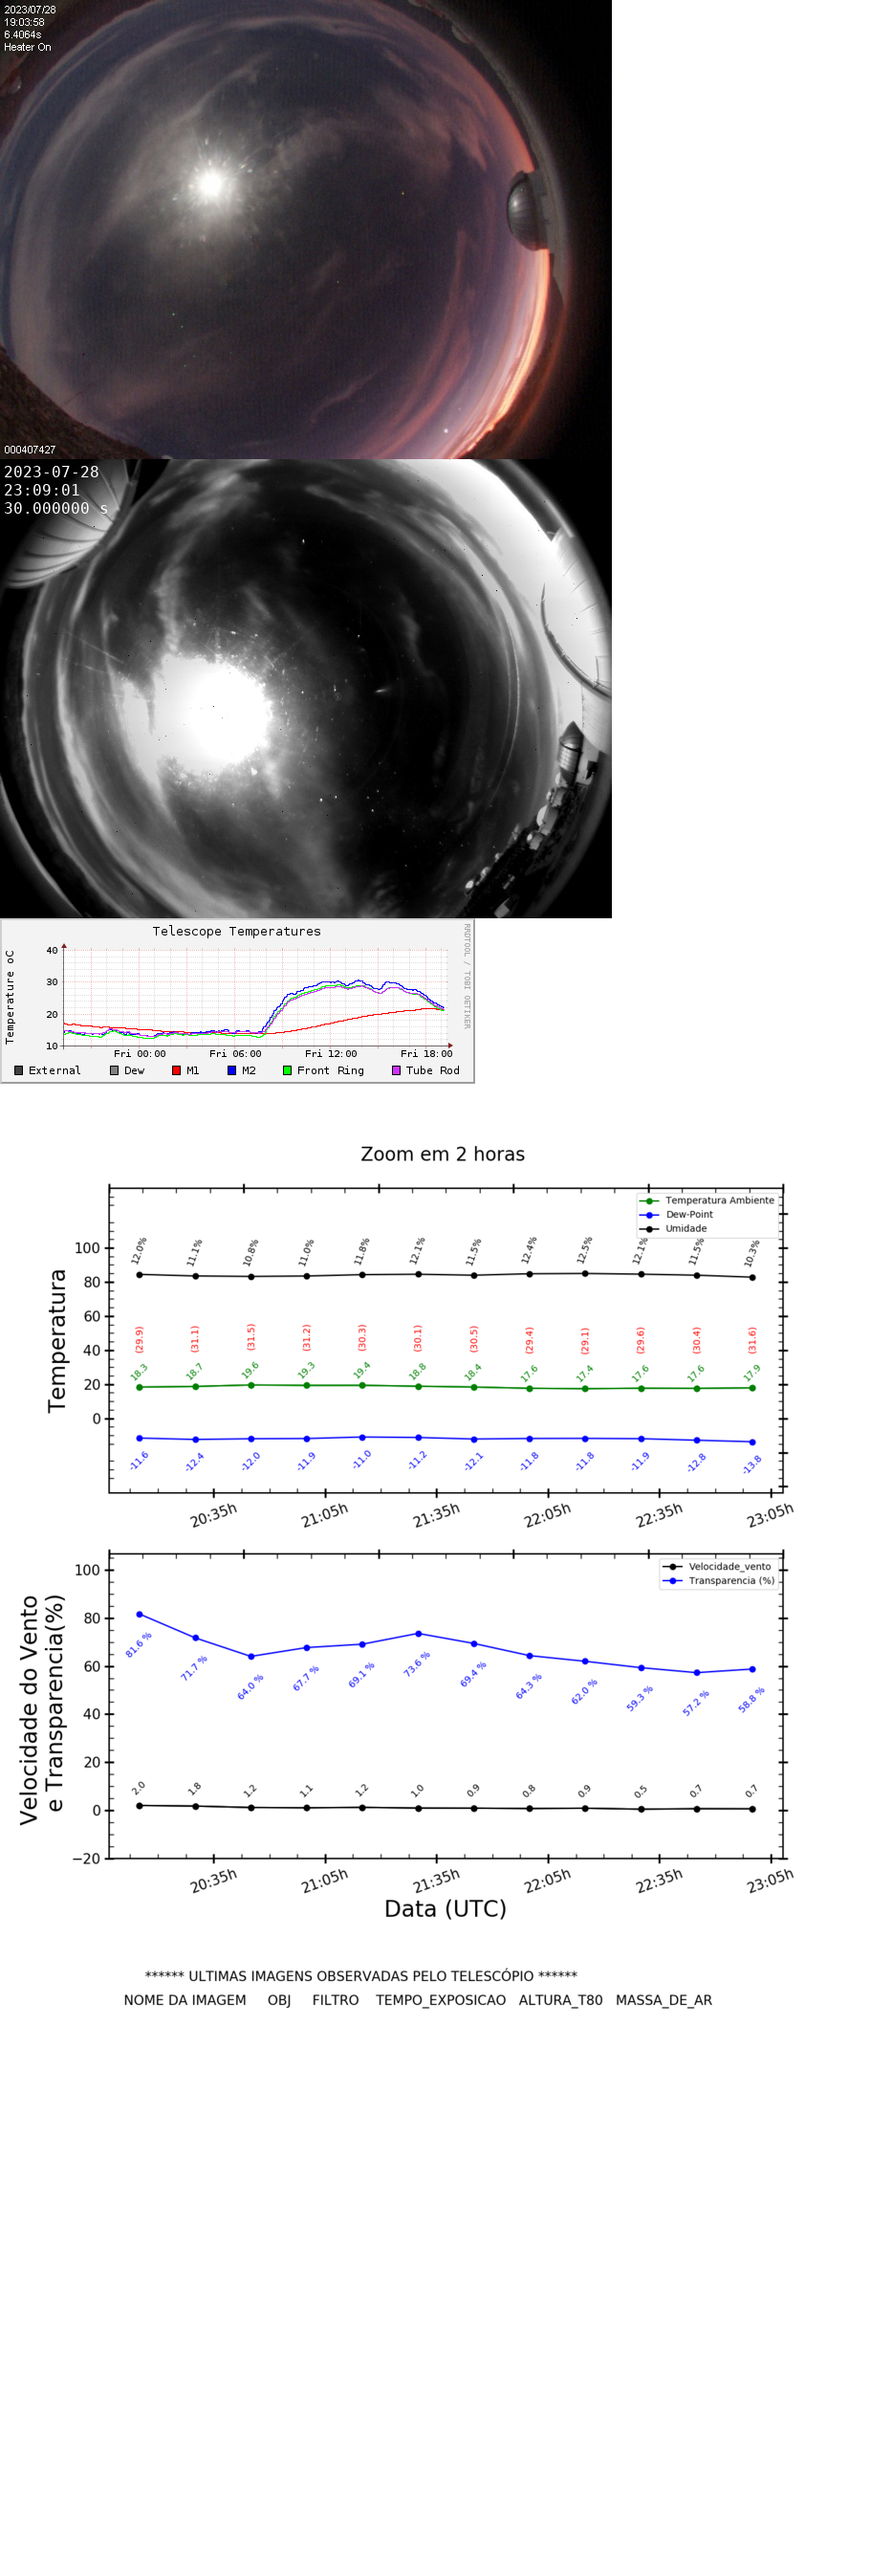 2023/07/28
19:03:58
6.4064s
Heater On
000407427
2023-07-28
23:09:01
30.000000 s
Telescope Temperatures
RRDTOOL / TOBI OETIKER
Temperature oC
40
30
20
10
Fri 00:00 Fri 06:00 Fri 12:00 Fri 18:00
External Dew M1 M2 Front Ring Tube Rod
Zoom em 2 horas
Temperatura Ambiente
Dew-Point
Umidade
Temperatura
100
80
60
40
20
0
12.0% 11.1% 10.8% 11.0% 11.8% 12.1% 11.5% 12.4% 12.5% 12.1% 11.5% 10.3%
(29.9) (31.1) (31.5) (31.2) (30.3) (30.1) (30.5) (29.4) (29.1) (29.6) (30.4) (31.6)
18.3 18.7 19.6 19.3 19.4 18.8 18.4 17.6 17.4 17.6 17.6 17.9
-11.6 -12.4 -12.0 -11.9 -11.0 -11.2 -12.1 -11.8 -11.8 -11.9 -12.8 -13.8
20:35h 21:05h 21:35h 22:05h 22:35h 23:05h
Velocidade_vento
Transparencia (%)
Velocidade do Vento
e Transparencia(%)
100
80
60
40
20
0
−20
81.6 % 71.7 % 64.0 % 67.7 % 69.1 % 73.6 % 69.4 % 64.3 % 62.0 % 59.3 % 57.2 % 58.8 %
2.0 1.8 1.2 1.1 1.2 1.0 0.9 0.8 0.9 0.5 0.7 0.7
20:35h 21:05h 21:35h 22:05h 22:35h 23:05h
Data (UTC)
****** ULTIMAS IMAGENS OBSERVADAS PELO TELESCÓPIO ******
NOME DA IMAGEM OBJ FILTRO TEMPO_EXPOSICAO ALTURA_T80 MASSA_DE_AR